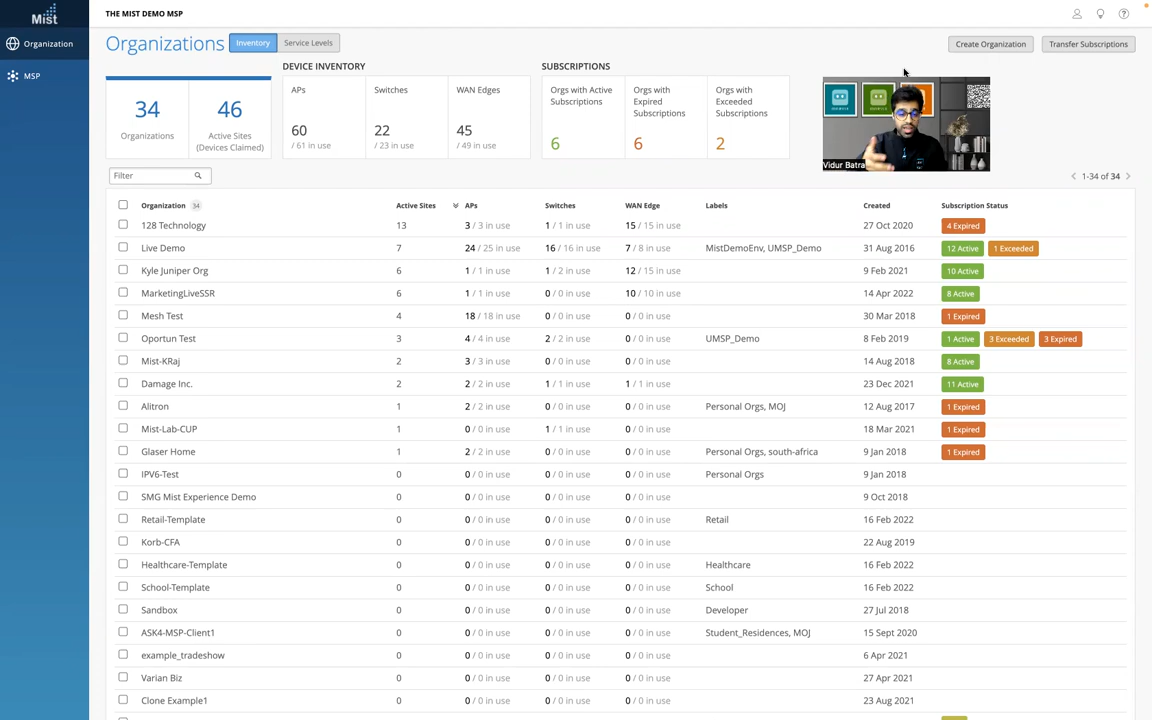 Mist
THE MIST DEMO MSP
Organization
MSP
Organizations
Inventory
Service Levels
Create Organization
Transfer Subscriptions
34
Organizations
46
Active Sites
(Devices Claimed)
DEVICE INVENTORY
APs
60
/ 61 in use
Switches
22
/ 23 in use
WAN Edges
45
/ 49 in use
SUBSCRIPTIONS
Orgs with Active
Subscriptions
6
Orgs with
Expired
Subscriptions
6
Orgs with
Exceeded
Subscriptions
2
Vidur Batra
Filter
1-34 of 34
Organization 34 Active Sites APs Switches WAN Edge Labels Created Subscription Status
128 Technology 13 3 / 3 in use 1 / 1 in use 15 / 15 in use 27 Oct 2020 4 Expired
Live Demo 7 24 / 25 in use 16 / 16 in use 7 / 8 in use MistDemoEnv, UMSP_Demo 31 Aug 2016 12 Active 1 Exceeded
Kyle Juniper Org 6 1 / 1 in use 1 / 2 in use 12 / 15 in use 9 Feb 2021 10 Active
MarketingLiveSSR 6 1 / 1 in use 0 / 0 in use 10 / 10 in use 14 Apr 2022 8 Active
Mesh Test 4 18 / 18 in use 0 / 0 in use 0 / 0 in use 30 Mar 2018 1 Expired
Oportun Test 3 4 / 4 in use 2 / 2 in use 0 / 0 in use UMSP_Demo 8 Feb 2019 1 Active 3 Exceeded 3 Expired
Mist-KRaj 2 3 / 3 in use 0 / 0 in use 0 / 0 in use 14 Aug 2018 8 Active
Damage Inc. 2 2 / 2 in use 1 / 1 in use 1 / 1 in use 23 Dec 2021 11 Active
Alitron 1 2 / 2 in use 0 / 0 in use 0 / 0 in use Personal Orgs, MOJ 12 Aug 2017 1 Expired
Mist-Lab-CUP 1 0 / 0 in use 1 / 1 in use 0 / 0 in use 18 Mar 2021 1 Expired
Glaser Home 1 2 / 2 in use 0 / 0 in use 0 / 0 in use Personal Orgs, south-africa 9 Jan 2018 1 Expired
IPV6-Test 0 0 / 0 in use 0 / 0 in use 0 / 0 in use Personal Orgs 9 Jan 2018
SMG Mist Experience Demo 0 0 / 0 in use 0 / 0 in use 0 / 0 in use 9 Oct 2018
Retail-Template 0 0 / 0 in use 0 / 0 in use 0 / 0 in use Retail 16 Feb 2022
Korb-CFA 0 0 / 0 in use 0 / 0 in use 0 / 0 in use 22 Aug 2019
Healthcare-Template 0 0 / 0 in use 0 / 0 in use 0 / 0 in use Healthcare 16 Feb 2022
School-Template 0 0 / 0 in use 0 / 0 in use 0 / 0 in use School 16 Feb 2022
Sandbox 0 0 / 0 in use 0 / 0 in use 0 / 0 in use Developer 27 Jul 2018
ASK4-MSP-Client1 0 0 / 0 in use 0 / 0 in use 0 / 0 in use Student_Residences, MOJ 15 Sept 2020
example_tradeshow 0 0 / 0 in use 0 / 0 in use 0 / 0 in use 6 Apr 2021
Varian Biz 0 0 / 0 in use 0 / 0 in use 0 / 0 in use 27 Apr 2021
Clone Example1 0 0 / 0 in use 0 / 0 in use 0 / 0 in use 23 Aug 2021